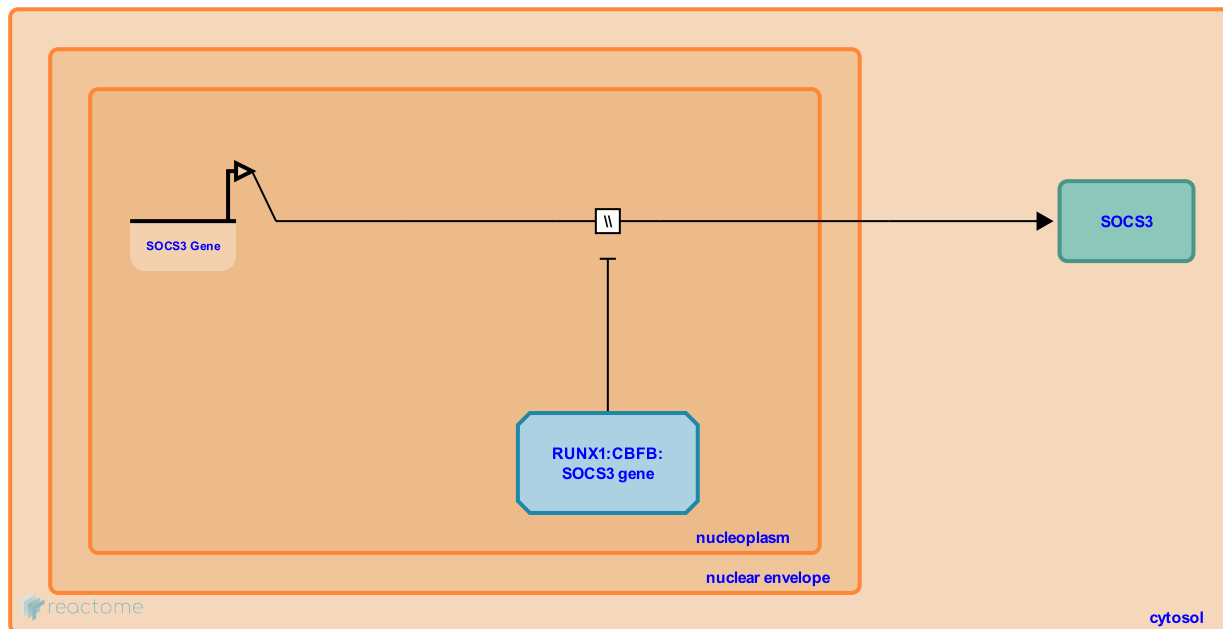 SOCS3 Gene
\\
SOCS3
RUNX1:CBFB:
SOCS3 gene
nucleoplasm
nuclear envelope
reactome
cytosol